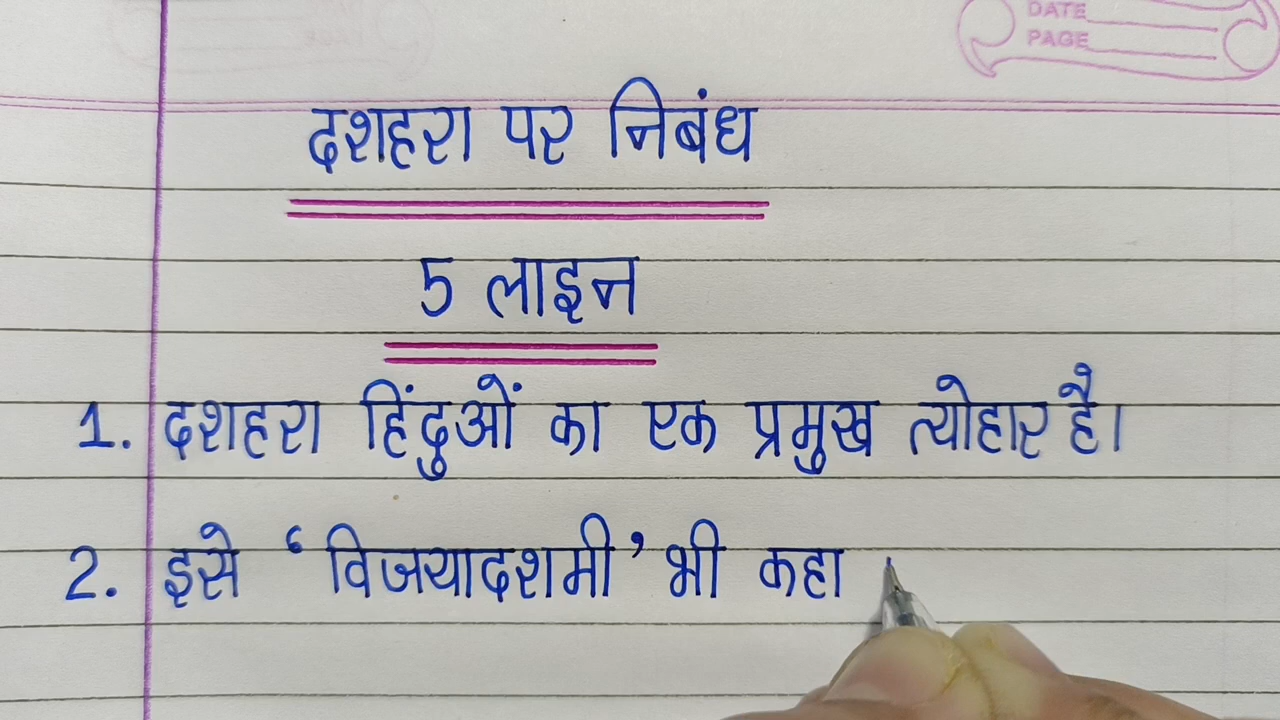 DATE
PAGE
दशहरा पर निबंध
5 लाइन
1. दशहरा हिंदुओं का एक प्रमुख त्योहार है।
2. इसे ‘विजयादशमी’ भी कहा